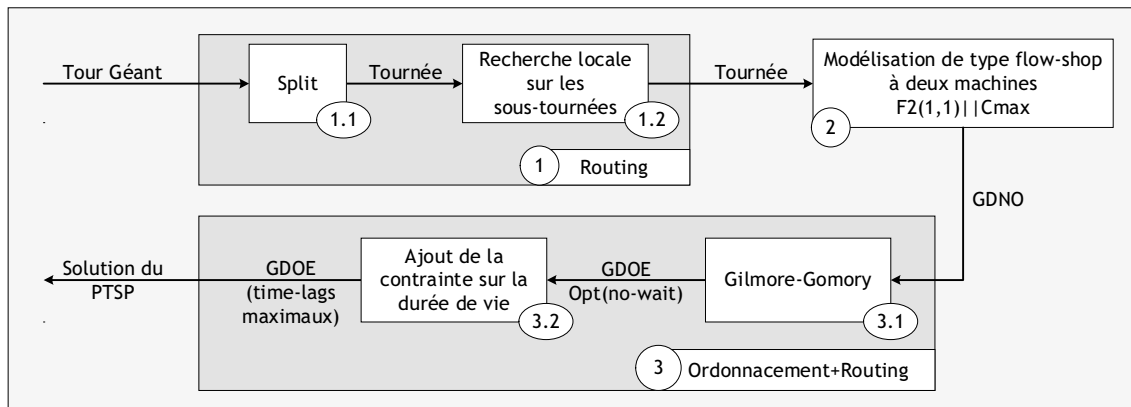 Tour Géant
Split
1.1
Tournée
Recherche locale
sur les
sous-tournées
1.2
1
Routing
Tournée
Modélisation de type flow-shop
à deux machines
F2(1,1)||Cmax
2
GDNO
Gilmore-Gomory
3.1
GDOE
Opt(no-wait)
Ajout de la
contrainte sur la
durée de vie
3.2
GDOE
(time-lags
maximaux)
Solution du
PTSP
3
Ordonnacement+Routing